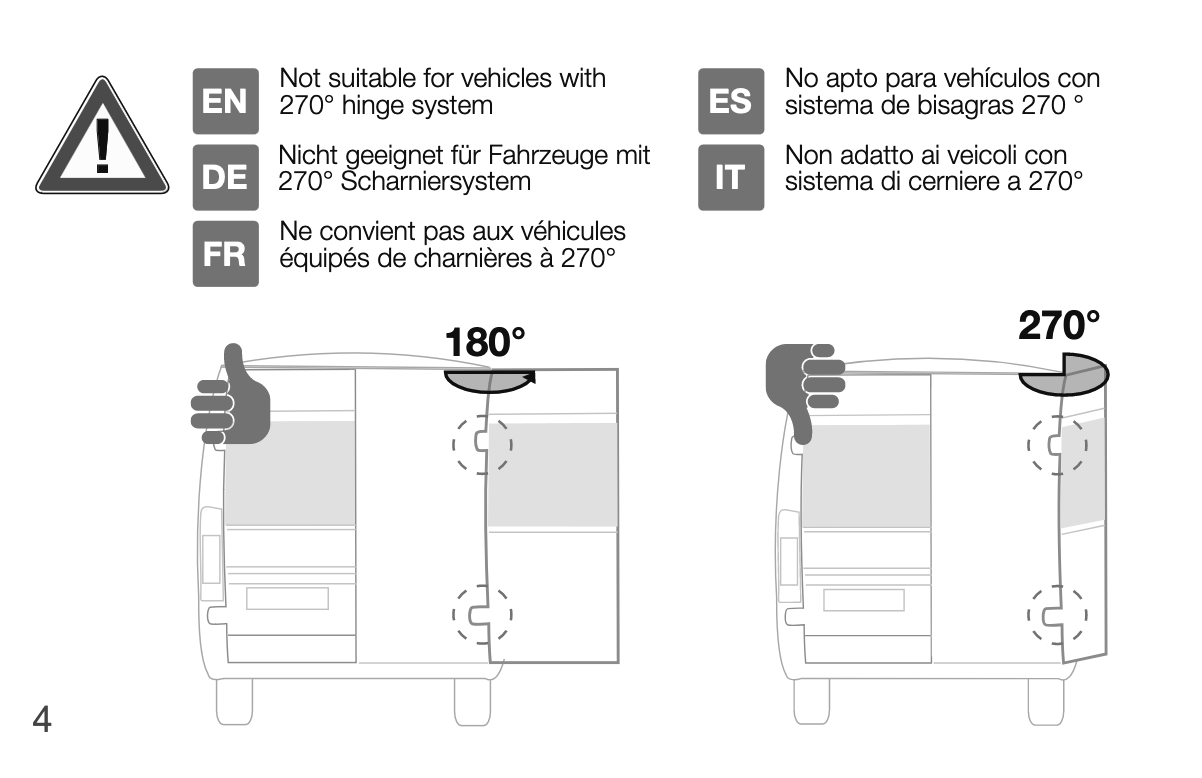 EN
Not suitable for vehicles with
270° hinge system
DE
Nicht geeignet für Fahrzeuge mit
270° Scharniersystem
FR
Ne convient pas aux véhicules
équipés de charnières à 270°
ES
No apto para vehículos con
sistema de bisagras 270 °
IT
Non adatto ai veicoli con
sistema di cerniere a 270°
180°
270°
4